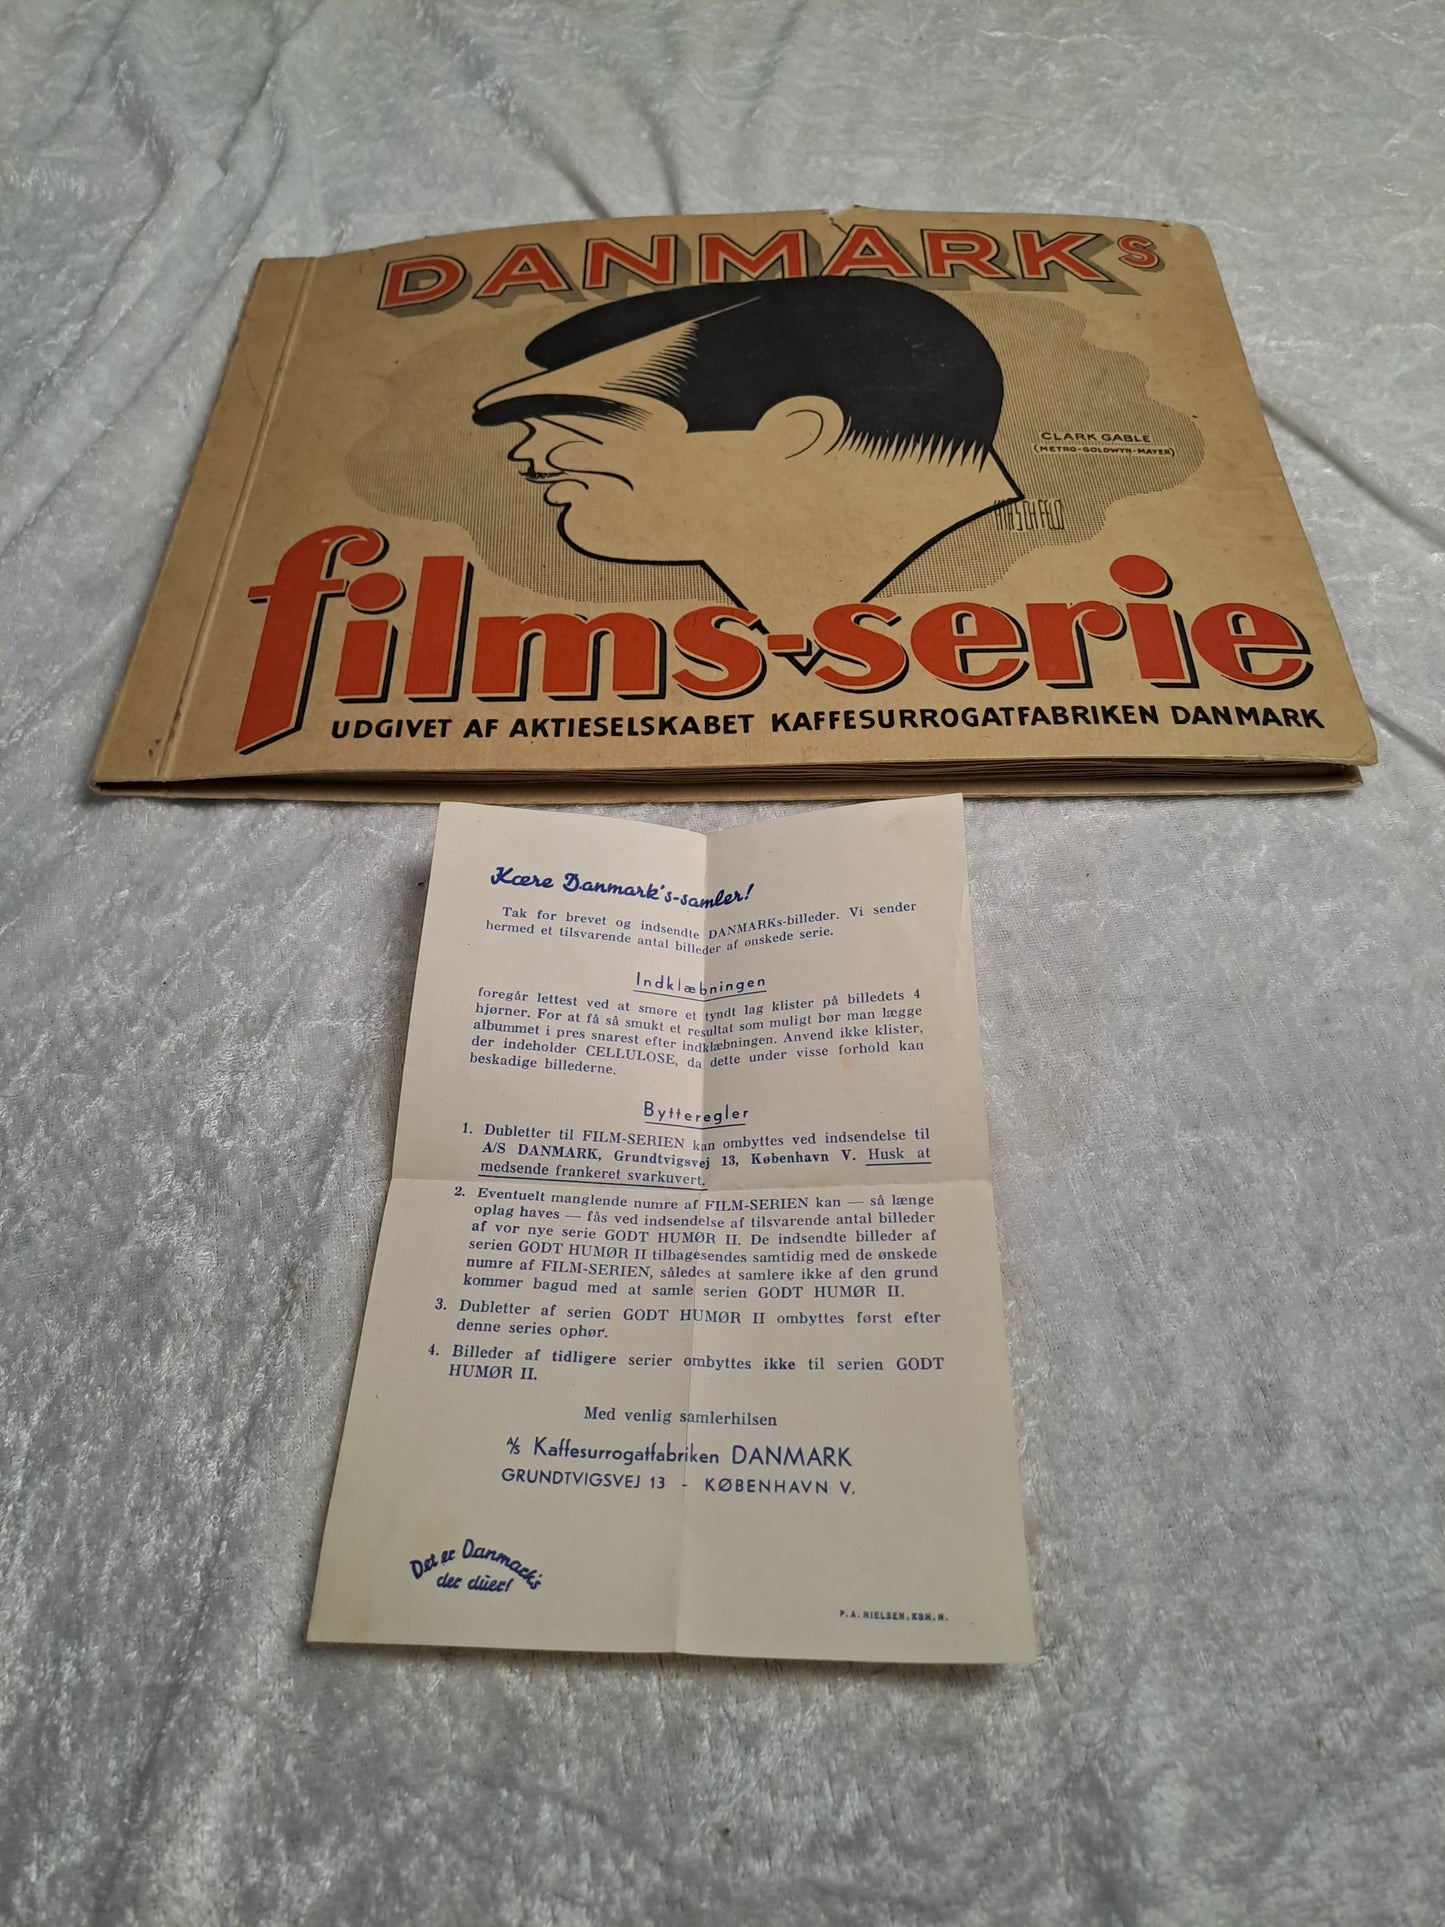 DANMARKs
CLARK GABLE
(METRO-GOLDWYN-MAYER)
HIRSCHFELD
films-serie
UDGIVET AF AKTIESELSKABET KAFFESURROGATFABRIKEN DANMARK
Kære Danmark's-samler!
Tak for brevet og indsendte DANMARKs-billeder. Vi sender
hermed et tilsvarende antal billeder af ønskede serie.
Indklæbningen
foregår lettest ved at smøre et tyndt lag klister på billedets 4
hjørner. For at få så smukt et resultat som muligt bør man lægge
albummet i pres snarest efter indklæbningen. Anvend ikke klister,
der indeholder CELLULOSE, da dette under visse forhold kan
beskadige billederne.
Bytteregler
1. Dubletter til FILM-SERIEN kan ombyttes ved indsendelse til
A/S DANMARK, Grundtvigsvej 13, København V. Husk at
medsende frankeret svarkuvert.
2. Eventuelt manglende numre af FILM-SERIEN kan — så længe
oplag haves — fås ved indsendelse af tilsvarende antal billeder
af vor nye serie GODT HUMØR II. De indsendte billeder af
serien GODT HUMØR II tilbagesendes samtidig med de ønskede
numre af FILM-SERIEN, således at samlere ikke af den grund
kommer bagud med at samle serien GODT HUMØR II.
3. Dubletter af serien GODT HUMØR II ombyttes først efter
denne series ophør.
4. Billeder af tidligere serier ombyttes ikke til serien GODT
HUMØR II.
Med venlig samlerhilsen
A/S Kaffesurrogatfabriken DANMARK
GRUNDTVIGSVEJ 13 - KØBENHAVN V.
Det er Danmark's
der duer!
P. A. NIELSEN, KBH. N.